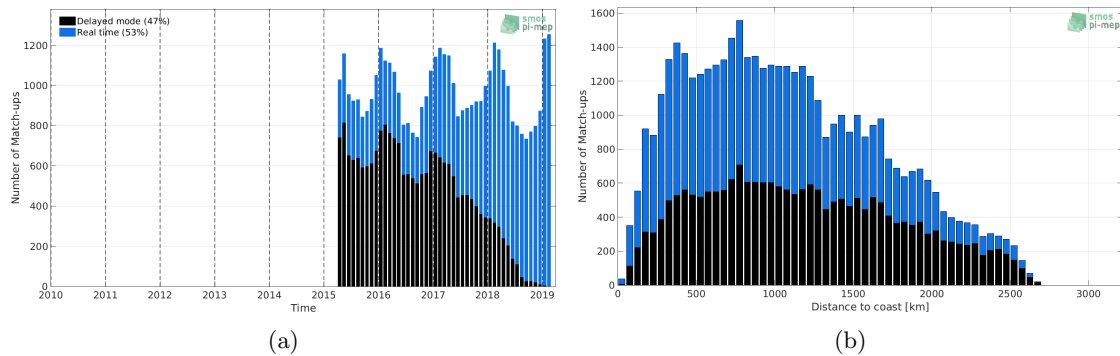 Delayed mode (47%)
Real time (53%)
smos
pi-mep
Number of Match-ups
1200
1000
800
600
400
200
0
2010 2011 2012 2013 2014 2015 2016 2017 2018 2019
Time
(a)
smos
pi-mep
Number of Match-ups
1600
1400
1200
1000
800
600
400
200
0
0 500 1000 1500 2000 2500 3000
Distance to coast [km]
(b)